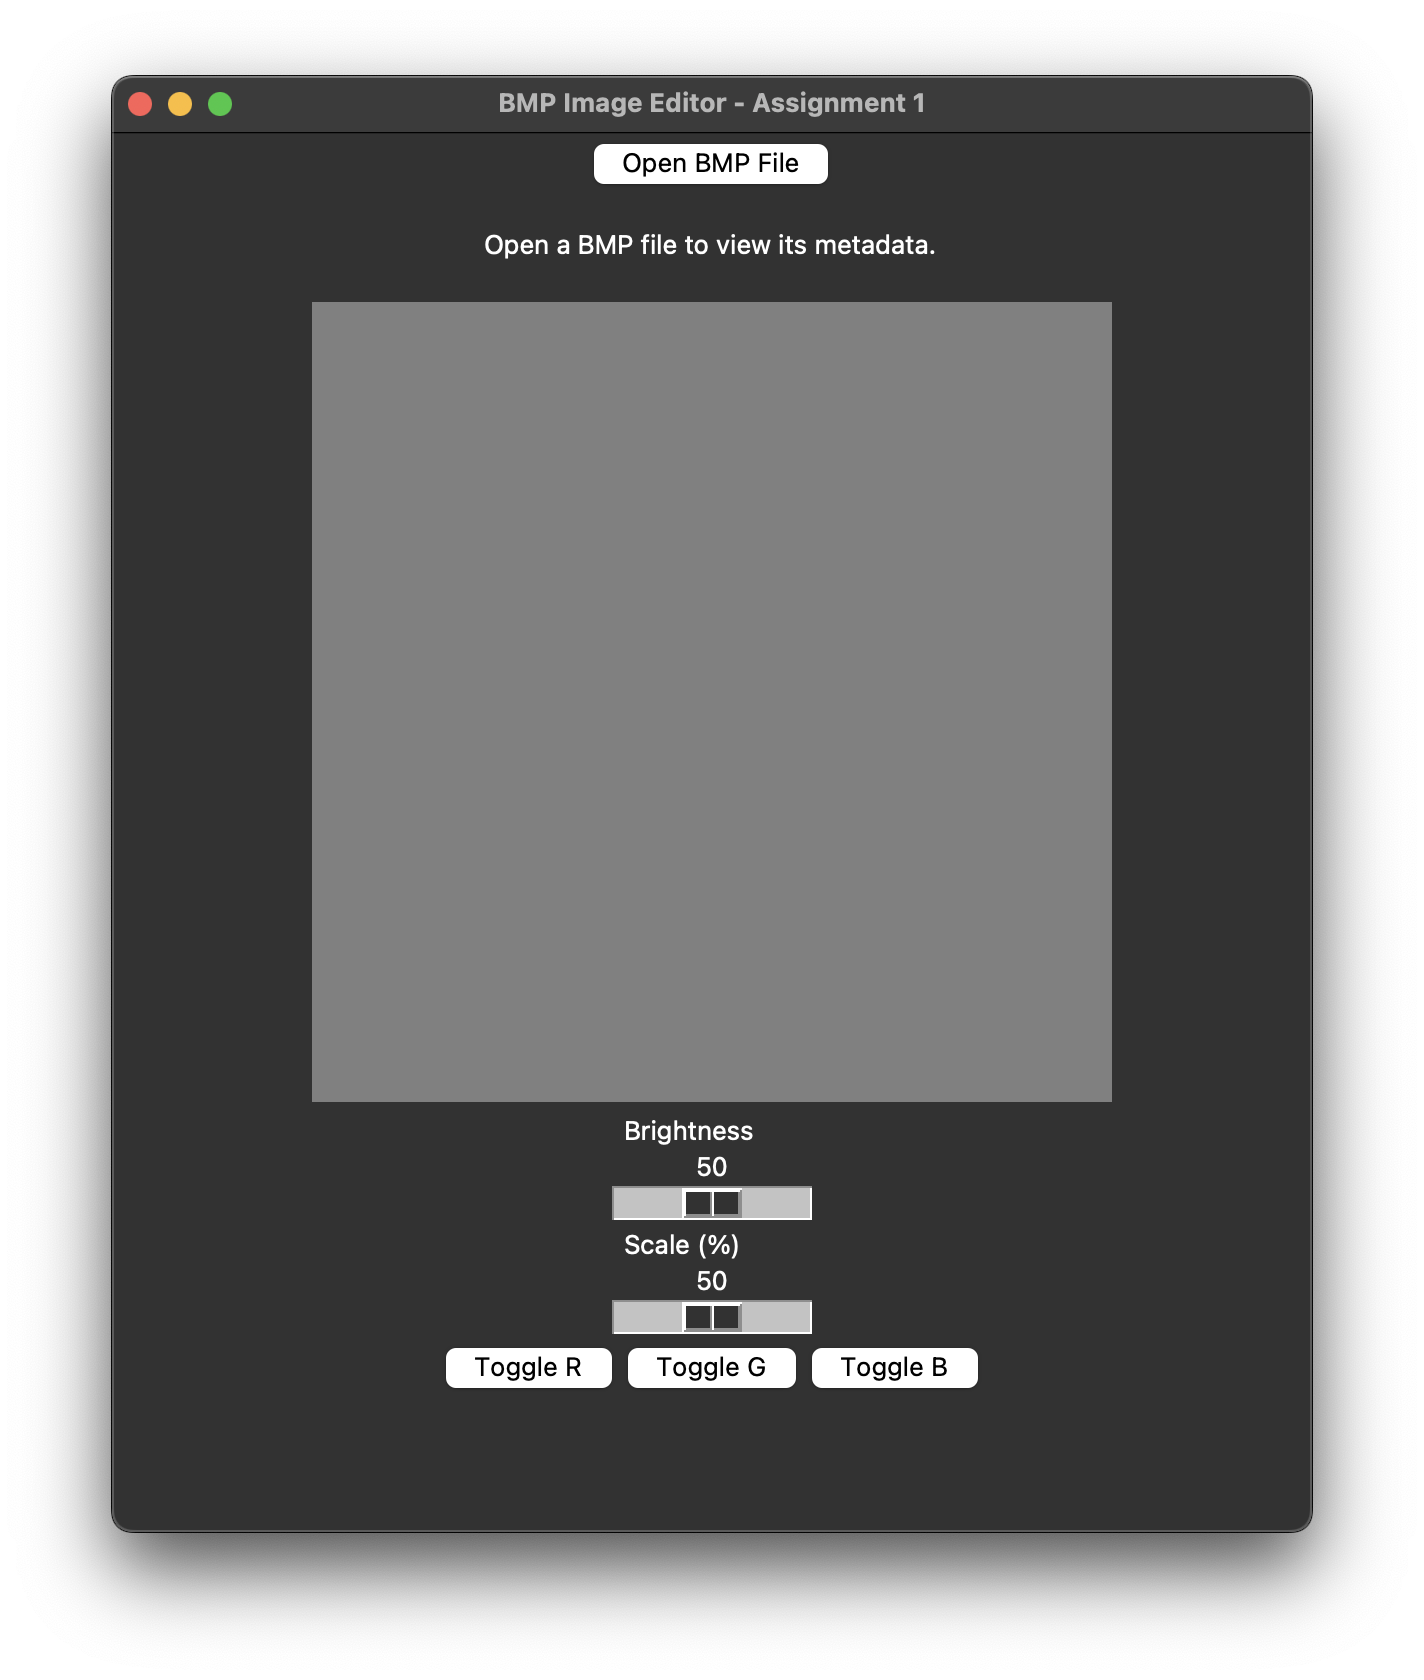 BMP Image Editor - Assignment 1
Open BMP File
Open a BMP file to view its metadata.
Brightness
50
Scale (%)
50
Toggle R Toggle G Toggle B